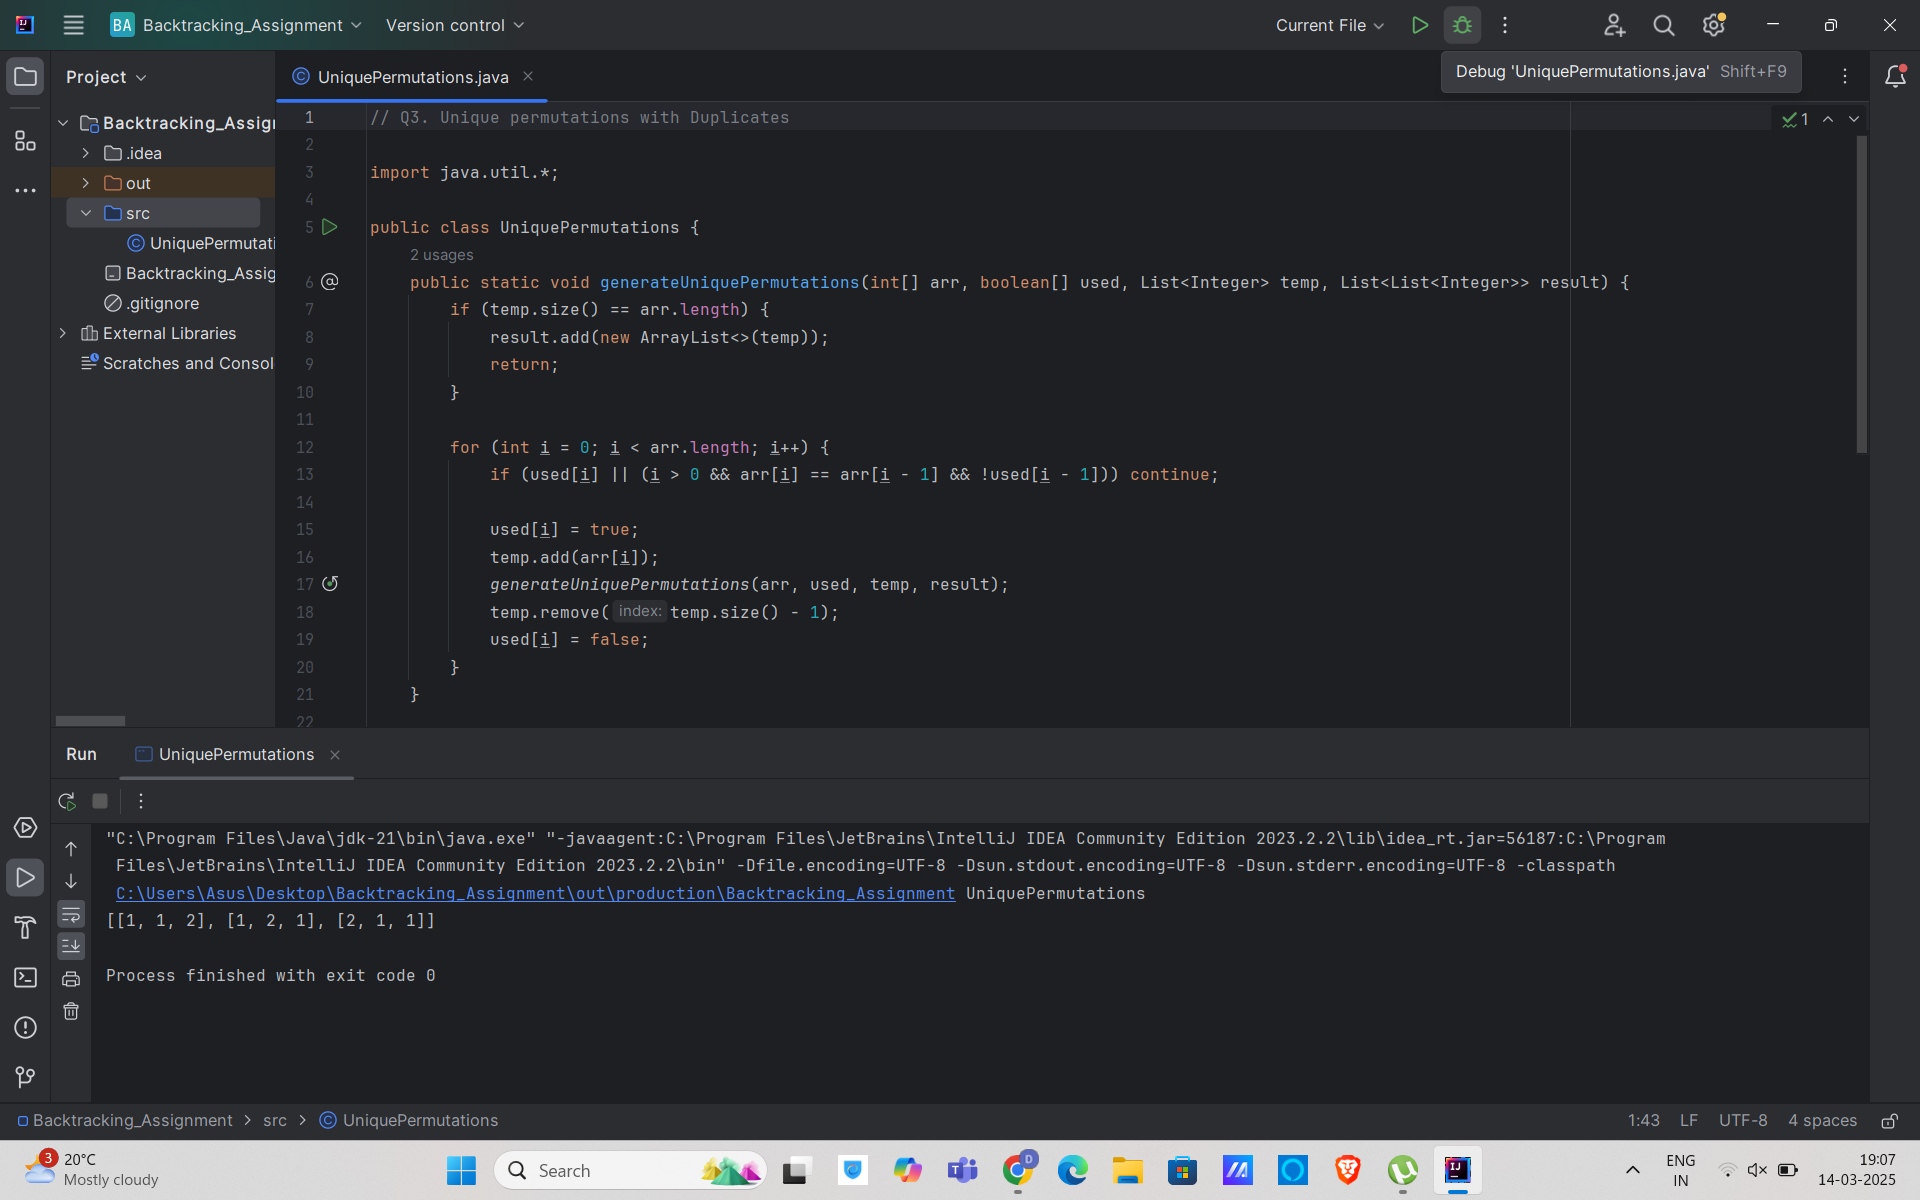 BA Backtracking_Assignment Version control Current File
Project
UniquePermutations.java
Debug 'UniquePermutations.java' Shift+F9
Backtracking_Assign
.idea
out
src
UniquePermutati
Backtracking_Assig
.gitignore
External Libraries
Scratches and Consol
1
1 // Q3. Unique permutations with Duplicates
2
3 import java.util.*;
4
5 public class UniquePermutations {
2 usages
6 public static void generateUniquePermutations(int[] arr, boolean[] used, List<Integer> temp, List<List<Integer>> result) {
7 if (temp.size() == arr.length) {
8 result.add(new ArrayList<>(temp));
9 return;
10 }
11
12 for (int i = 0; i < arr.length; i++) {
13 if (used[i] || (i > 0 && arr[i] == arr[i - 1] && !used[i - 1])) continue;
14
15 used[i] = true;
16 temp.add(arr[i]);
17 generateUniquePermutations(arr, used, temp, result);
18 temp.remove( index: temp.size() - 1);
19 used[i] = false;
20 }
21 }
22
Run UniquePermutations
"C:\Program Files\Java\jdk-21\bin\java.exe" "-javaagent:C:\Program Files\JetBrains\IntelliJ IDEA Community Edition 2023.2.2\lib\idea_rt.jar=56187:C:\Program
Files\JetBrains\IntelliJ IDEA Community Edition 2023.2.2\bin" -Dfile.encoding=UTF-8 -Dsun.stdout.encoding=UTF-8 -Dsun.stderr.encoding=UTF-8 -classpath
C:\Users\Asus\Desktop\Backtracking_Assignment\out\production\Backtracking_Assignment UniquePermutations
[[1, 1, 2], [1, 2, 1], [2, 1, 1]]
Process finished with exit code 0
Backtracking_Assignment > src > UniquePermutations
1:43 LF UTF-8 4 spaces
3
20°C
Mostly cloudy
Search
D
ENG
IN
19:07
14-03-2025